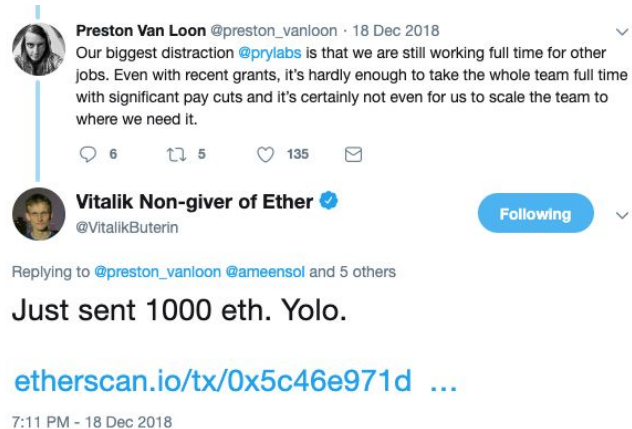 Preston Van Loon @preston_vanloon · 18 Dec 2018
Our biggest distraction @prylabs is that we are still working full time for other
jobs. Even with recent grants, it's hardly enough to take the whole team full time
with significant pay cuts and it's certainly not even for us to scale the team to
where we need it.
6 5 135
Vitalik Non-giver of Ether
@VitalikButerin
Following
Replying to @preston_vanloon @ameensol and 5 others
Just sent 1000 eth. Yolo.
etherscan.io/tx/0x5c46e971d ...
7:11 PM - 18 Dec 2018